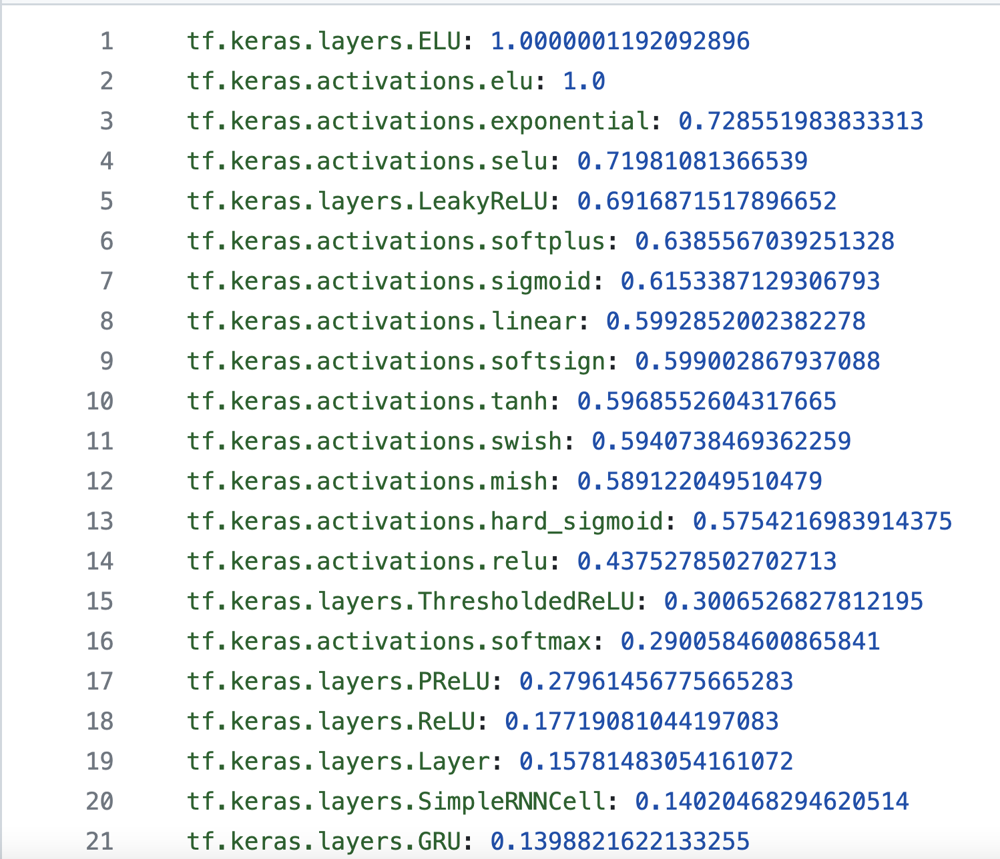 1 tf.keras.layers.ELU: 1.0000001192092896
2 tf.keras.activations.elu: 1.0
3 tf.keras.activations.exponential: 0.728551983833313
4 tf.keras.activations.selu: 0.71981081366539
5 tf.keras.layers.LeakyReLU: 0.6916871517896652
6 tf.keras.activations.softplus: 0.6385567039251328
7 tf.keras.activations.sigmoid: 0.6153387129306793
8 tf.keras.activations.linear: 0.5992852002382278
9 tf.keras.activations.softsign: 0.599002867937088
10 tf.keras.activations.tanh: 0.5968552604317665
11 tf.keras.activations.swish: 0.5940738469362259
12 tf.keras.activations.mish: 0.589122049510479
13 tf.keras.activations.hard_sigmoid: 0.5754216983914375
14 tf.keras.activations.relu: 0.4375278502702713
15 tf.keras.layers.ThresholdedReLU: 0.3006526827812195
16 tf.keras.activations.softmax: 0.2900584600865841
17 tf.keras.layers.PReLU: 0.27961456775665283
18 tf.keras.layers.ReLU: 0.17719081044197083
19 tf.keras.layers.Layer: 0.15781483054161072
20 tf.keras.layers.SimpleRNNCell: 0.14020468294620514
21 tf.keras.layers.GRU: 0.1398821622133255